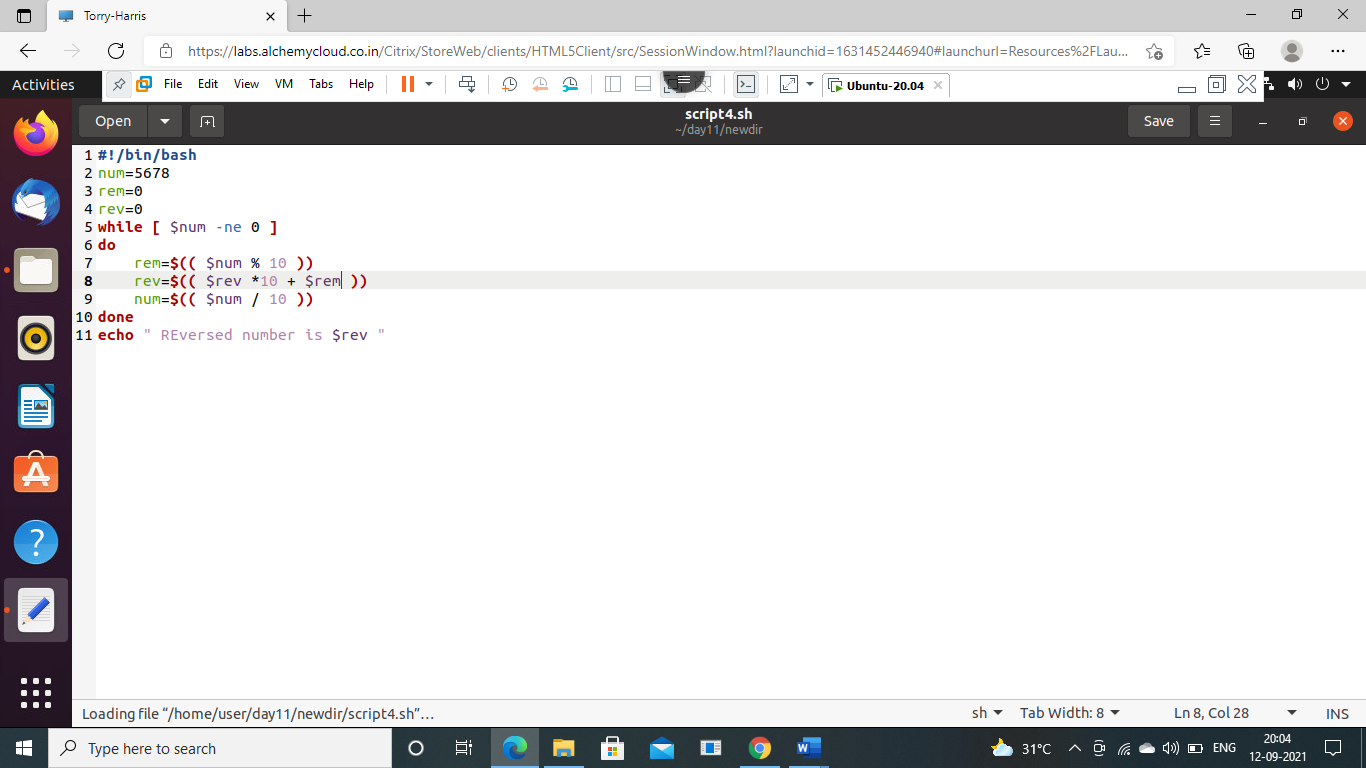 Torry-Harris
https://labs.alchemycloud.co.in/Citrix/StoreWeb/clients/HTML5Client/src/SessionWindow.html?launchid=1631452446940#launchurl=Resources%2FLau...
Activities
File Edit View VM Tabs Help
Ubuntu-20.04
Open
script4.sh
~/day11/newdir
Save
1 #!/bin/bash
2 num=5678
3 rem=0
4 rev=0
5 while [ $num -ne 0 ]
6 do
7     rem=$(( $num % 10 ))
8     rev=$(( $rev *10 + $rem ))
9     num=$(( $num / 10 ))
10 done
11 echo " REversed number is $rev "
Loading file “/home/user/day11/newdir/script4.sh”…
sh Tab Width: 8 Ln 8, Col 28 INS
Type here to search
31°C
ENG
20:04
12-09-2021